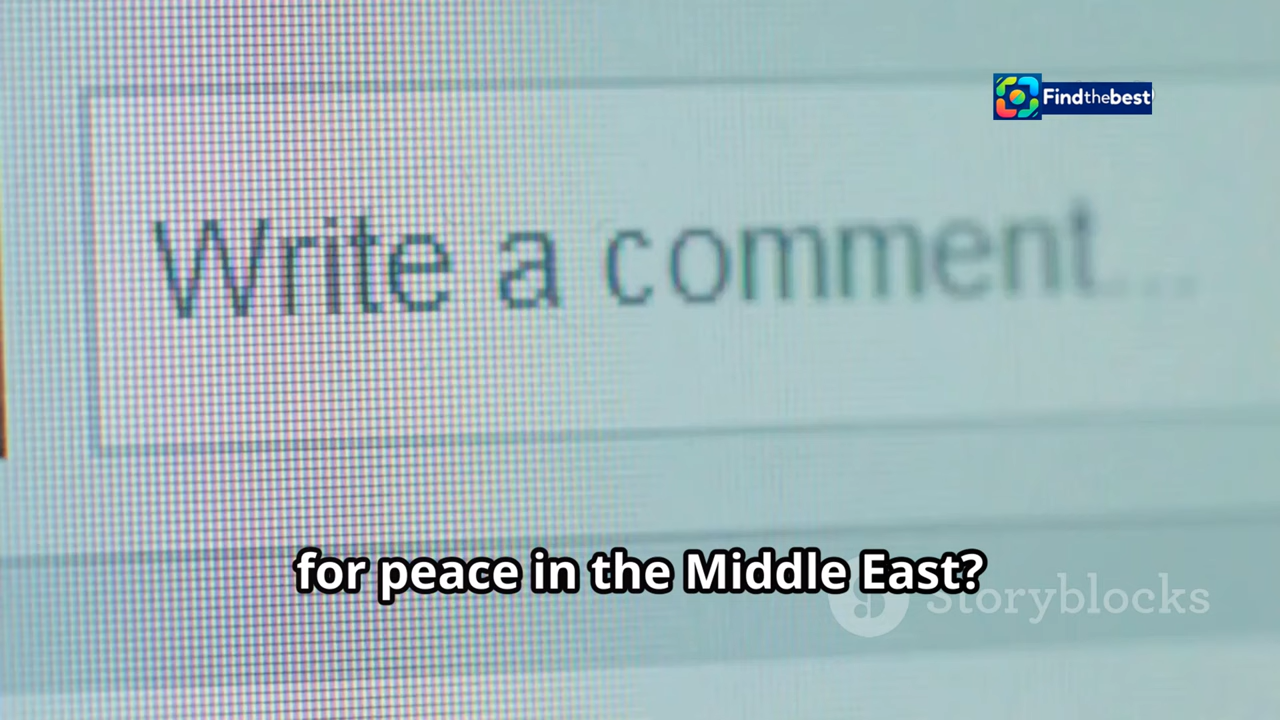 Findthebest!
Write a comment...
for peace in the Middle East?
Storyblocks